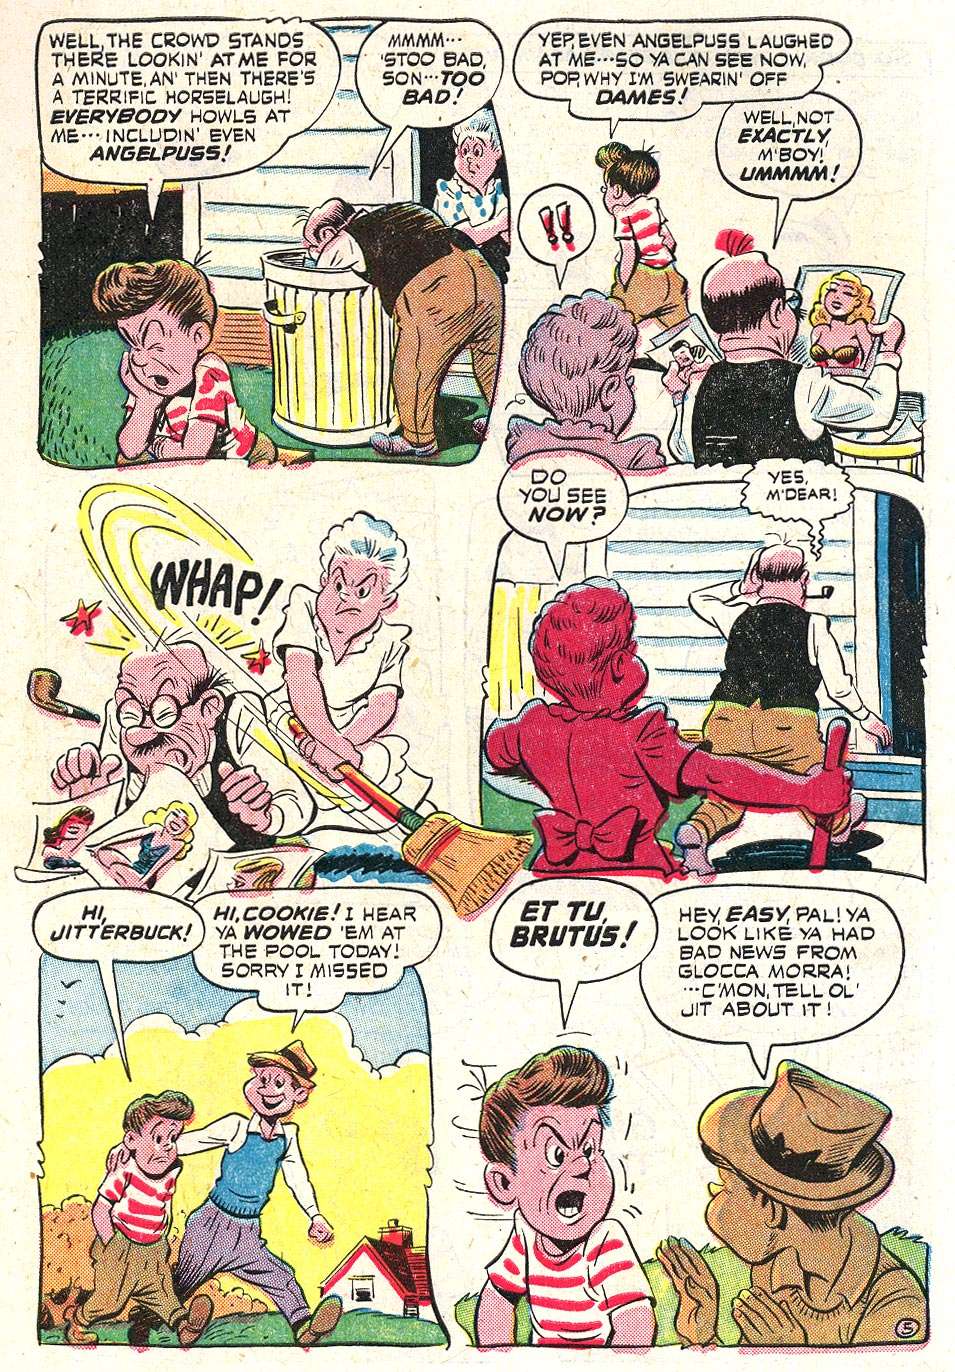 WELL, THE CROWD STANDS
THERE LOOKIN' AT ME FOR
A MINUTE, AN' THEN THERE'S
A TERRIFIC HORSELAUGH!
EVERYBODY HOWLS AT
ME--- INCLUDIN' EVEN
ANGELPUSS!
MMMM---
'STOO BAD,
SON--- TOO
BAD!
YEP, EVEN ANGELPUSS LAUGHED
AT ME---SO YA CAN SEE NOW,
POP, WHY I'M SWEARIN' OFF
DAMES!
WELL, NOT
EXACTLY,
M'BOY!
UMMMM!
!!
WHAP!
DO
YOU SEE
NOW?
YES,
M'DEAR!
HI,
JITTERBUCK!
HI, COOKIE! I HEAR
YA WOWED 'EM AT
THE POOL TODAY!
SORRY I MISSED
IT!
ET TU,
BRUTUS!
HEY, EASY, PAL! YA
LOOK LIKE YA HAD
BAD NEWS FROM
GLOCCA MORRA!
---C'MON, TELL OL'
JIT ABOUT IT!
5